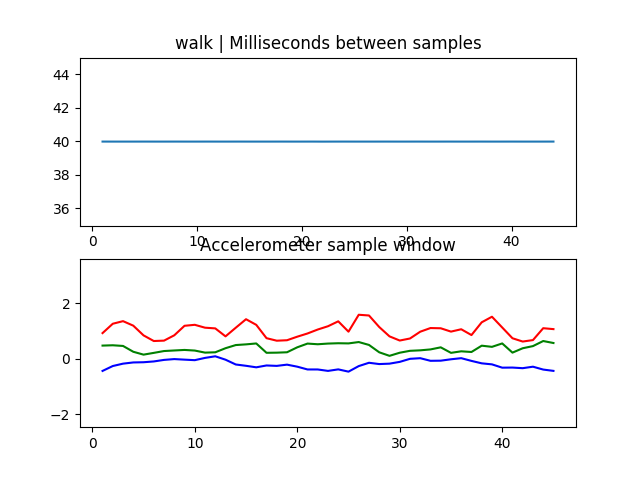 walk | Milliseconds between samples
44
42
40
38
36
0 10 20 30 40
Accelerometer sample window
2
0
−2
0 10 20 30 40